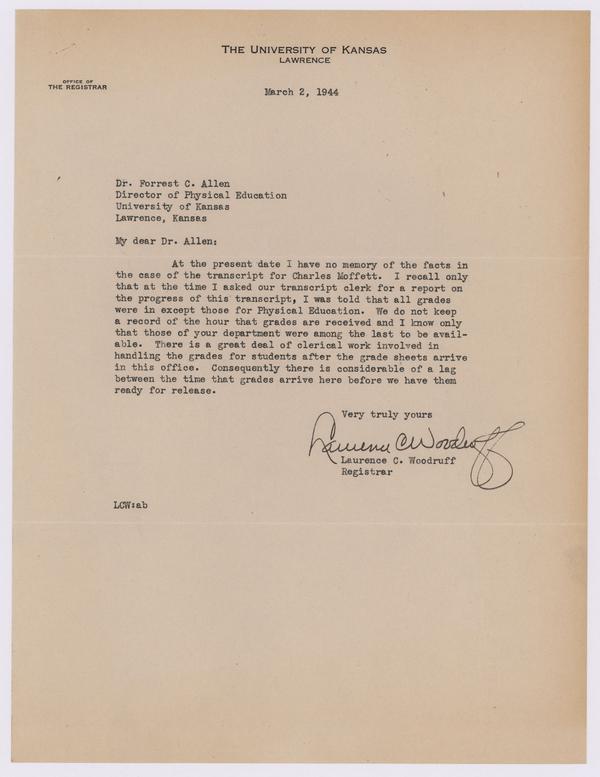 THE UNIVERSITY OF KANSAS
LAWRENCE
OFFICE OF
THE REGISTRAR
March 2, 1944
Dr. Forrest C. Allen
Director of Physical Education
University of Kansas
Lawrence, Kansas
My dear Dr. Allen:
At the present date I have no memory of the facts in
the case of the transcript for Charles Moffett. I recall only
that at the time I asked our transcript clerk for a report on
the progress of this transcript, I was told that all grades
were in except those for Physical Education. We do not keep
a record of the hour that grades are received and I know only
that those of your department were among the last to be avail-
able. There is a great deal of clerical work involved in
handling the grades for students after the grade sheets arrive
in this office. Consequently there is considerable of a lag
between the time that grades arrive here before we have them
ready for release.
Very truly yours
Laurence C Woodruff
Laurence C. Woodruff
Registrar
LCW:ab